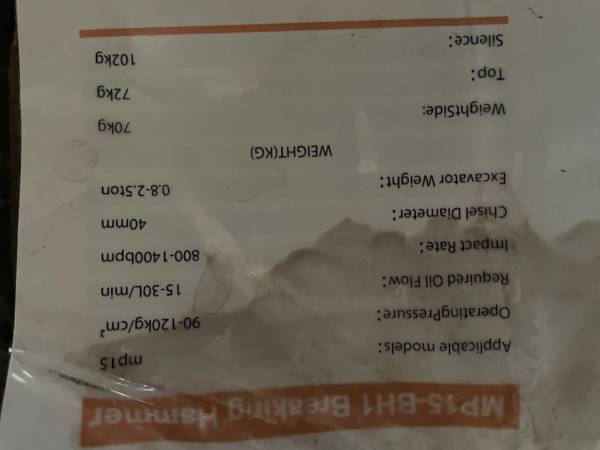 MP15-BH1 Breaking Hammer
Applicable models: mp15
OperatingPressure: 90-120kg/cm²
Required Oil Flow: 15-30L/min
Impact Rate: 800-1400bpm
Chisel Diameter: 40mm
Excavator Weight: 0.8-2.5ton
WEIGHT(KG)
WeightSide: 70kg
Top: 72kg
Silence: 102kg